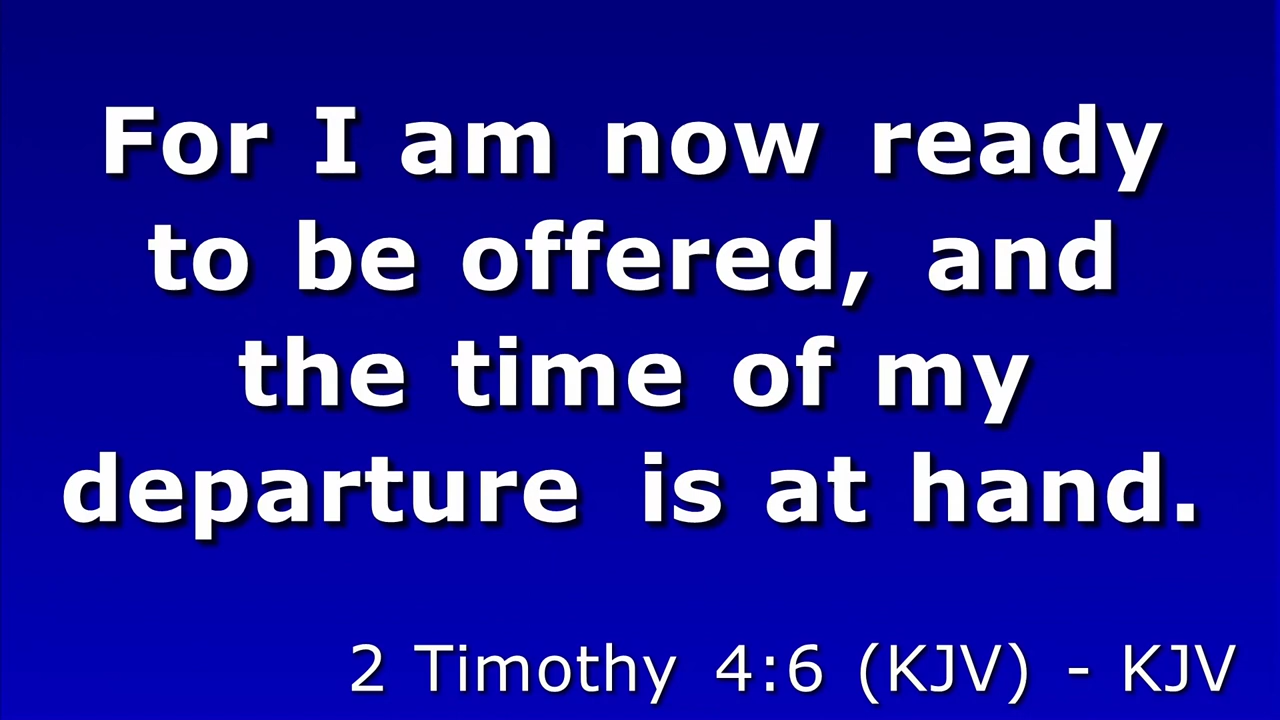 For I am now ready
to be offered, and
the time of my
departure is at hand.
2 Timothy 4:6 (KJV) - KJV